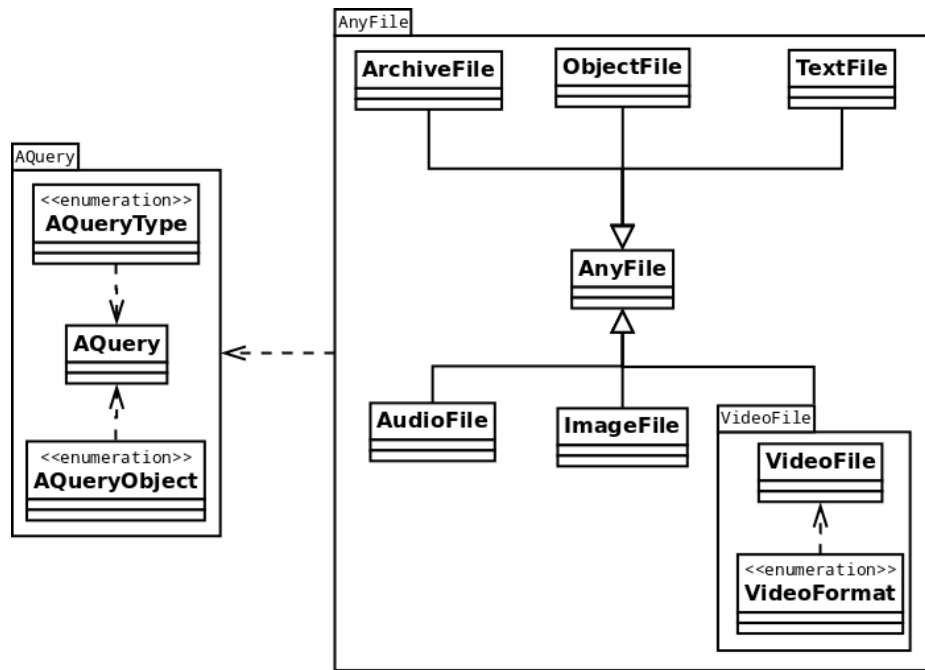 AnyFile
ArchiveFile
ObjectFile
TextFile
AQuery
<<enumeration>>
AQueryType
AnyFile
AQuery
AudioFile
ImageFile
VideoFile
<<enumeration>>
AQueryObject
VideoFile
<<enumeration>>
VideoFormat